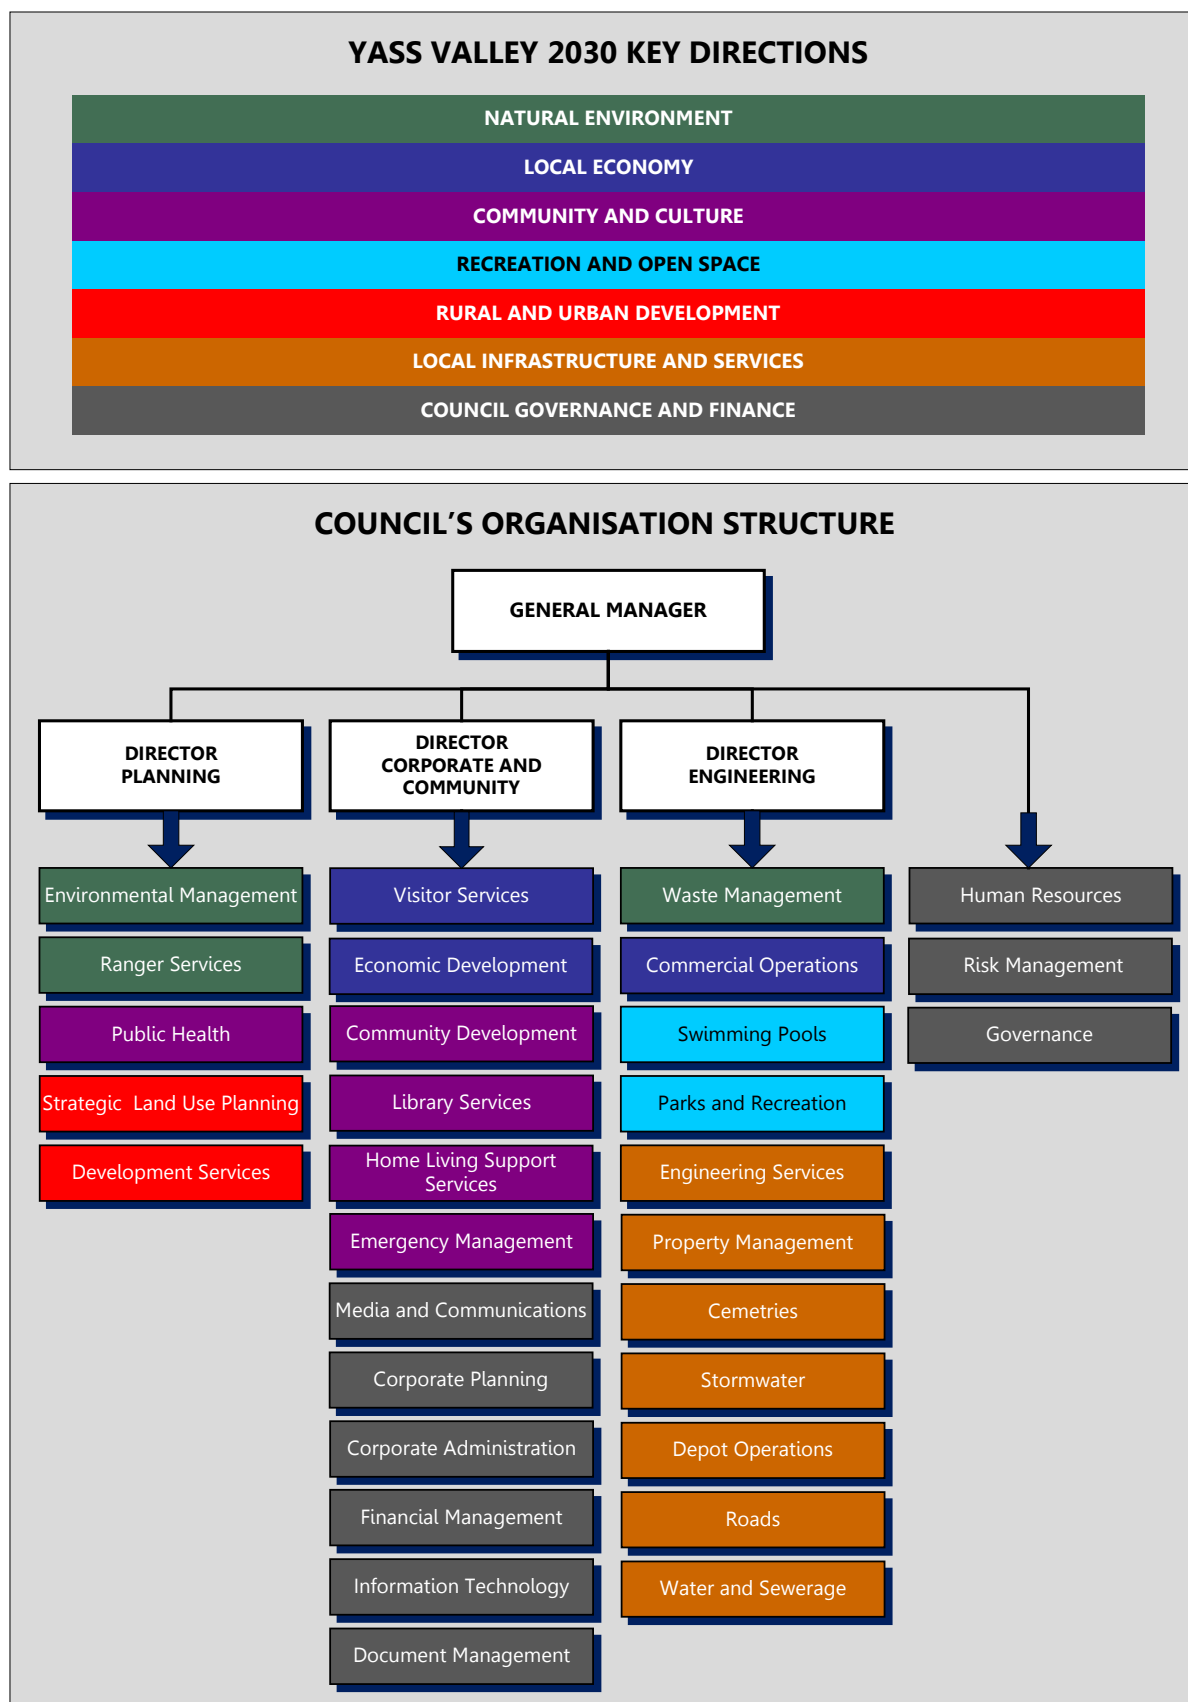 YASS VALLEY 2030 KEY DIRECTIONS
NATURAL ENVIRONMENT
LOCAL ECONOMY
COMMUNITY AND CULTURE
RECREATION AND OPEN SPACE
RURAL AND URBAN DEVELOPMENT
LOCAL INFRASTRUCTURE AND SERVICES
COUNCIL GOVERNANCE AND FINANCE
COUNCIL’S ORGANISATION STRUCTURE
GENERAL MANAGER
DIRECTOR
PLANNING
DIRECTOR
CORPORATE AND
COMMUNITY
DIRECTOR
ENGINEERING
Environmental Management
Ranger Services
Public Health
Strategic  Land Use Planning
Development Services
Visitor Services
Economic Development
Community Development
Library Services
Home Living Support
Services
Emergency Management
Media and Communications
Corporate Planning
Corporate Administration
Financial Management
Information Technology
Document Management
Waste Management
Commercial Operations
Swimming Pools
Parks and Recreation
Engineering Services
Property Management
Cemetries
Stormwater
Depot Operations
Roads
Water and Sewerage
Human Resources
Risk Management
Governance